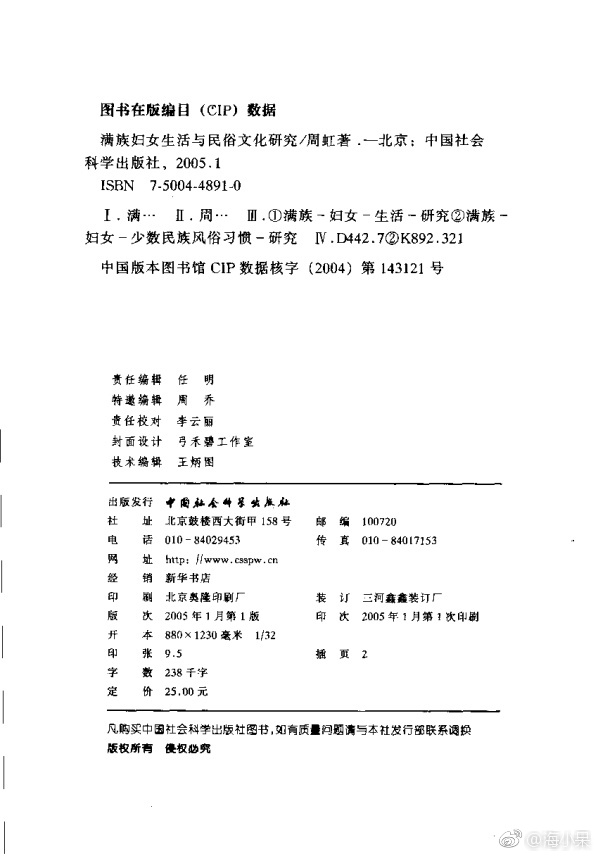 图书在版编目（CIP）数据
满族妇女生活与民俗文化研究/周虹著 .—北京：中国社会
科学出版社，2005.1
ISBN 7-5004-4891-0
Ⅰ.满… Ⅱ.周… Ⅲ.①满族－妇女－生活－研究②满族－
妇女－少数民族风俗习惯－研究 Ⅳ.D442.7②K892.321
中国版本图书馆 CIP 数据核字（2004）第 143121 号
责任编辑 任 明
特邀编辑 周 乔
责任校对 李云丽
封面设计 弓禾碧工作室
技术编辑 王炳图
出版发行 中国社会科学出版社
社 址 北京鼓楼西大街甲 158 号 邮 编 100720
电 话 010-84029453 传 真 010-84017153
网 址 http: //www.csspw.cn
经 销 新华书店
印 刷 北京奥隆印刷厂 装 订 三河鑫鑫装订厂
版 次 2005 年 1 月第 1 版 印 次 2005 年 1 月第 1 次印刷
开 本 880×1230 毫米 1/32
印 张 9.5 插 页 2
字 数 238 千字
定 价 25.00 元
凡购买中国社会科学出版社图书，如有质量问题请与本社发行部联系调换
版权所有 侵权必究
@海小杲